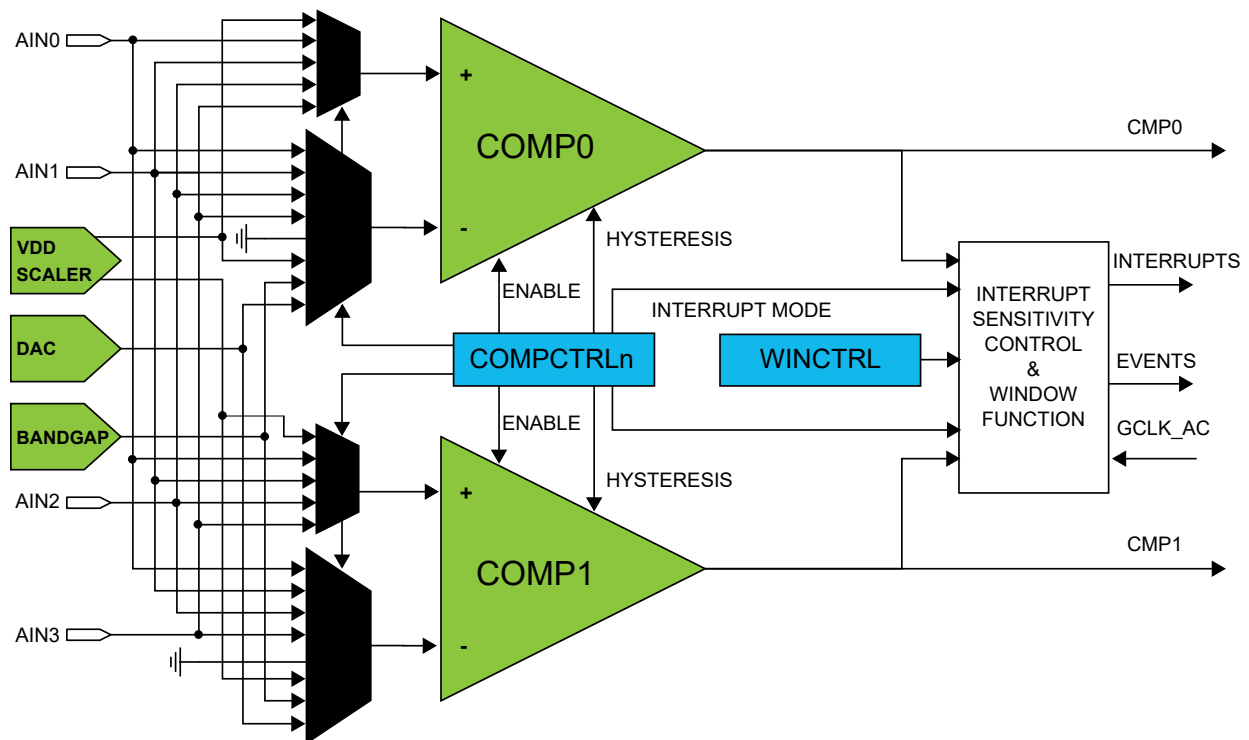 AIN0
+
COMP0
-
CMP0
AIN1
VDD
SCALER
HYSTERESIS
ENABLE
INTERRUPT MODE
INTERRUPTS
INTERRUPT
SENSITIVITY
CONTROL
&
WINDOW
FUNCTION
DAC
COMPCTRLn
WINCTRL
EVENTS
BANDGAP
ENABLE
GCLK_AC
HYSTERESIS
AIN2
+
COMP1
-
CMP1
AIN3